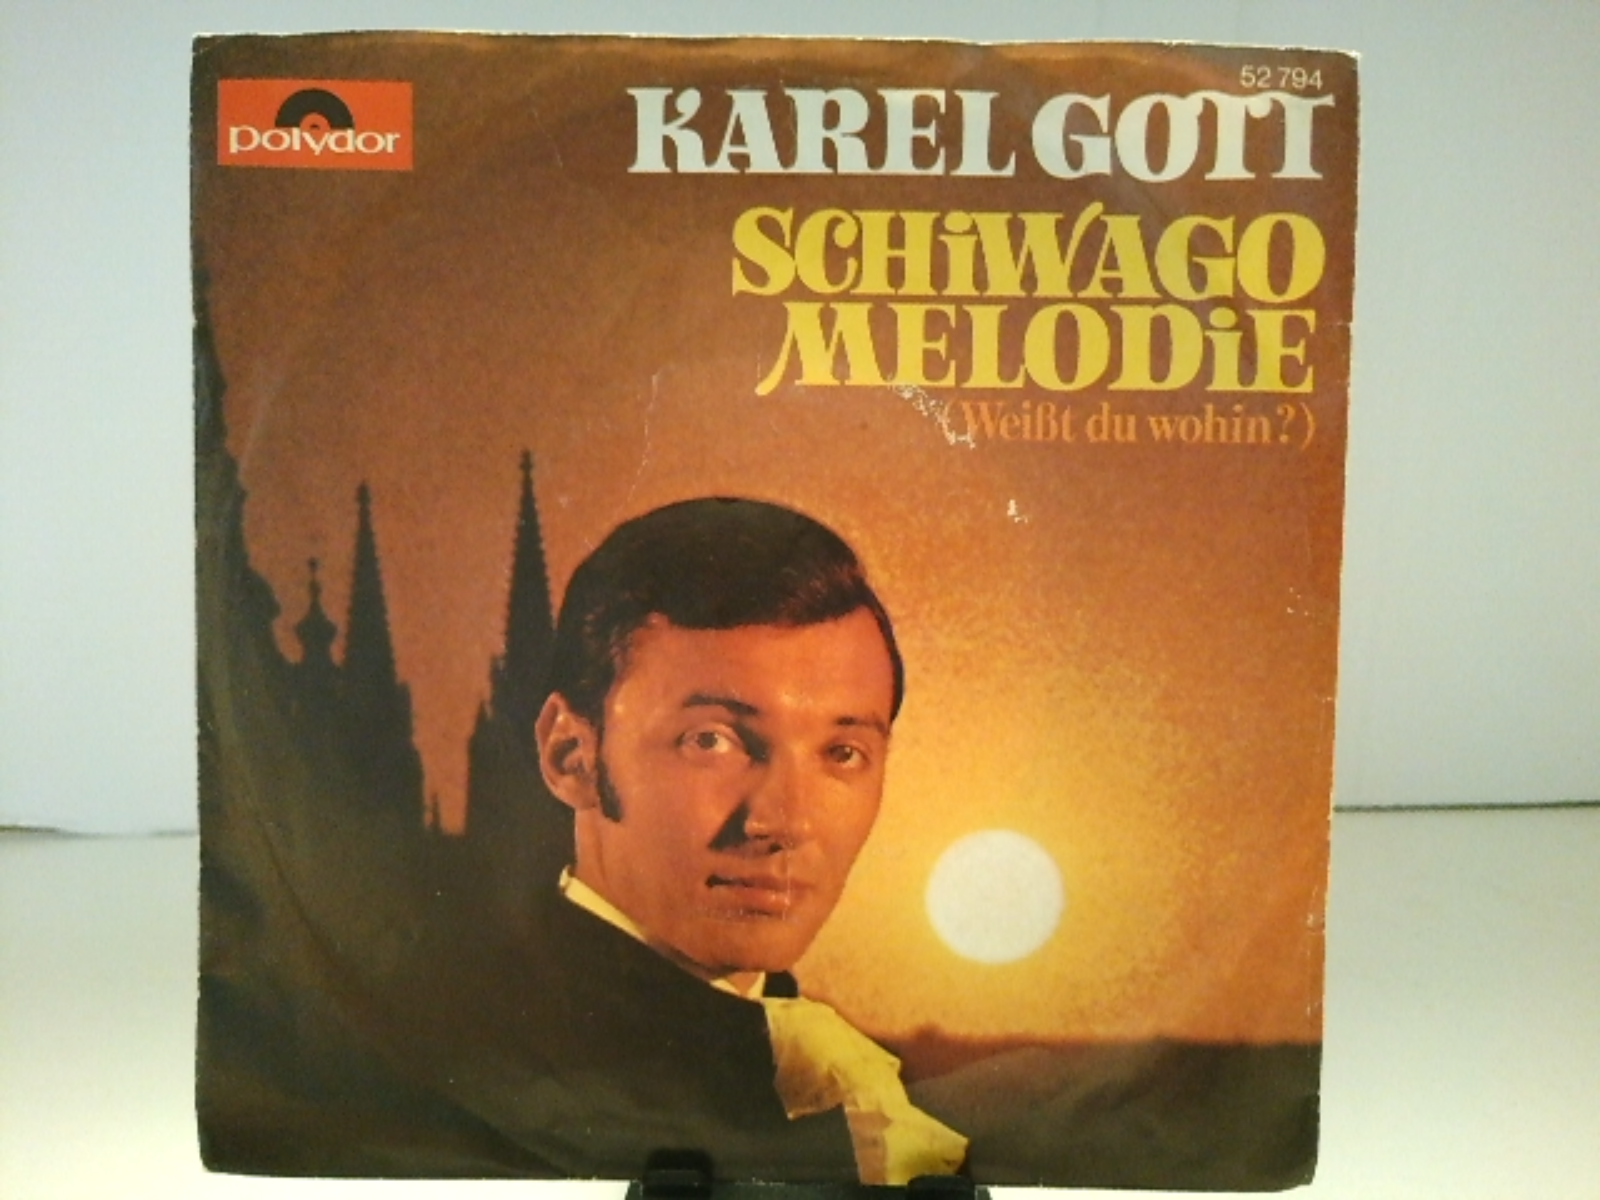 polydor
52 794
KAREL GOTT
SCHiWAGO
MELODiE
(Weißt du wohin?)